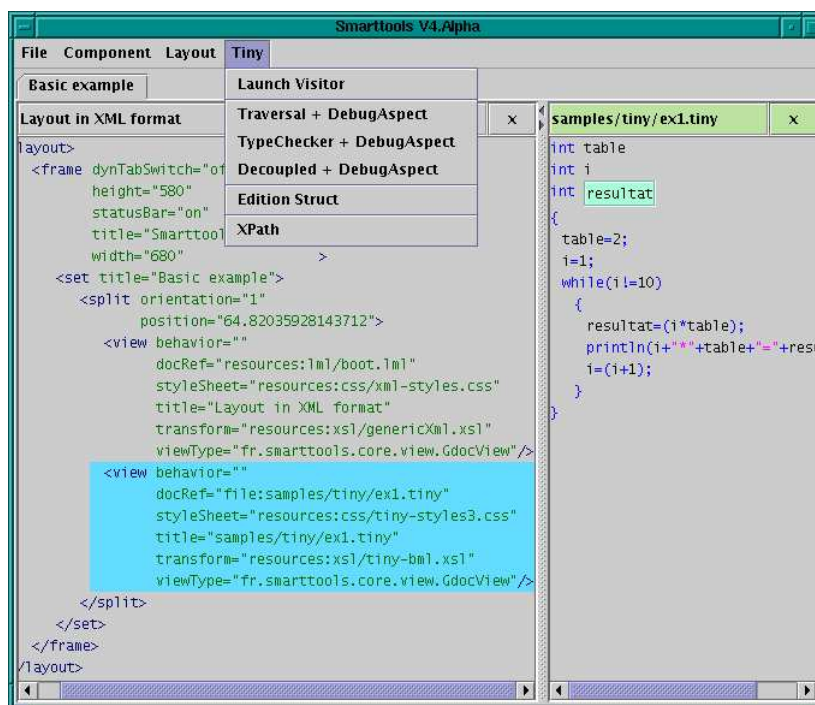 Smarttools V4.Alpha
File Component Layout Tiny
Basic example
Launch Visitor
Traversal + DebugAspect
TypeChecker + DebugAspect
Decoupled + DebugAspect
Edition Struct
XPath
Layout in XML format x
layout>
<frame dynTabSwitch="of
height="580"
statusBar="on"
title="Smarttool
width="680" >
<set title="Basic example">
<split orientation="1"
position="64.82035928143712">
<view behavior=""
docRef="resources:lml/boot.lml"
styleSheet="resources:css/xml-styles.css"
title="Layout in XML format"
transform="resources:xsl/genericXml.xsl"
viewType="fr.smarttools.core.view.GdocView"/>
<view behavior=""
docRef="file:samples/tiny/ex1.tiny"
styleSheet="resources:css/tiny-styles3.css"
title="samples/tiny/ex1.tiny"
transform="resources:xsl/tiny-bml.xsl"
viewType="fr.smarttools.core.view.GdocView"/>
</split>
</set>
</frame>
/layout>
samples/tiny/ex1.tiny x
int table
int i
int resultat
{
table=2;
i=1;
while(i!=10)
{
resultat=(i*table);
println(i+"*"+table+"="+resu
i=(i+1);
}
}